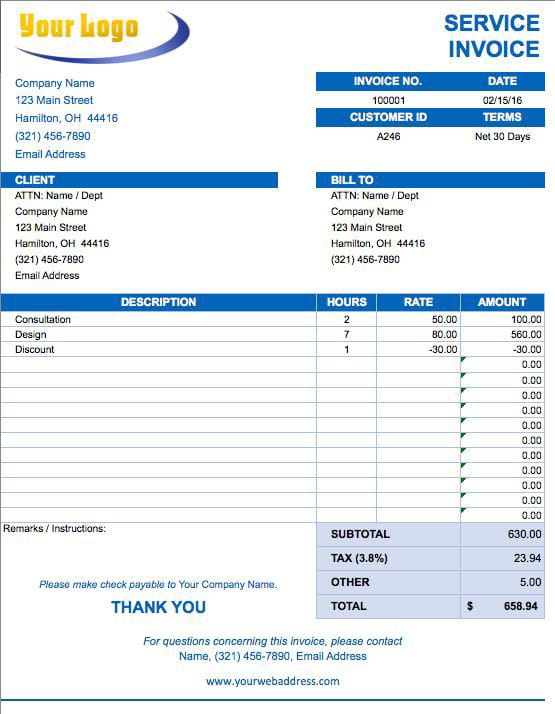 Your Logo
SERVICE
INVOICE
Company Name
123 Main Street
Hamilton, OH 44416
(321) 456-7890
Email Address
INVOICE NO. DATE
100001 02/15/16
CUSTOMER ID TERMS
A246 Net 30 Days
CLIENT
ATTN: Name / Dept
Company Name
123 Main Street
Hamilton, OH 44416
(321) 456-7890
Email Address
BILL TO
ATTN: Name / Dept
Company Name
123 Main Street
Hamilton, OH 44416
(321) 456-7890
DESCRIPTION HOURS RATE AMOUNT
Consultation 2 50.00 100.00
Design 7 80.00 560.00
Discount 1 -30.00 -30.00
0.00
0.00
0.00
0.00
0.00
0.00
0.00
0.00
0.00
0.00
0.00
Remarks / Instructions:
SUBTOTAL 630.00
TAX (3.8%) 23.94
OTHER 5.00
TOTAL $ 658.94
Please make check payable to Your Company Name.
THANK YOU
For questions concerning this invoice, please contact
Name, (321) 456-7890, Email Address
www.yourwebaddress.com